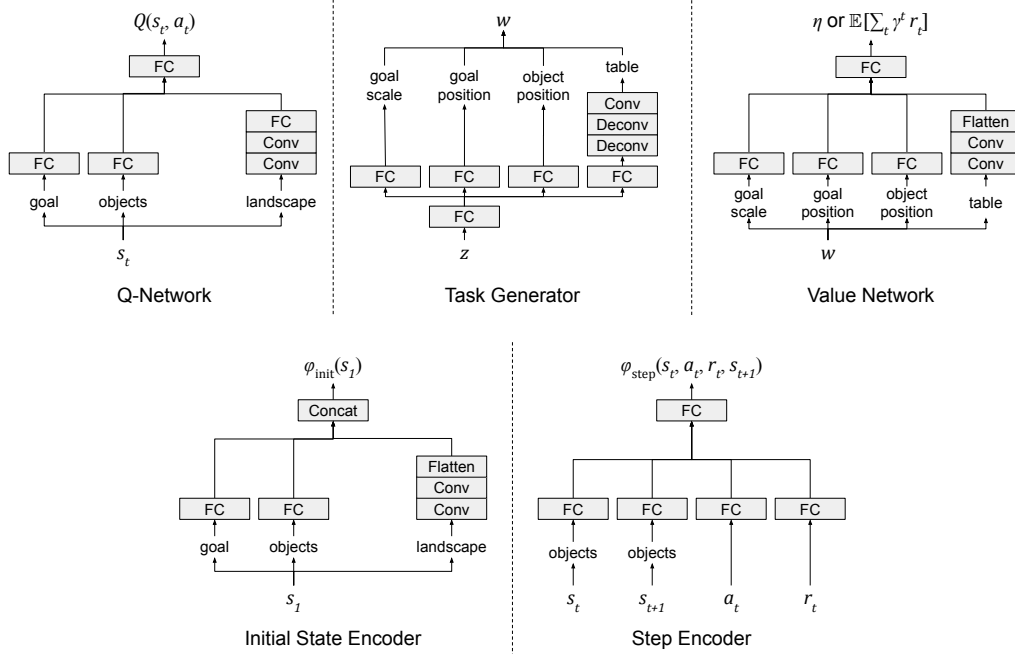 Q(s_t, a_t)
FC
FC
FC
FC
Conv
Conv
goal
objects
landscape
s_t
Q-Network
w
goal scale
goal position
object position
table
Conv
Deconv
Deconv
FC
FC
FC
FC
FC
z
Task Generator
η or 𝔼[∑_t γ^t r_t]
FC
FC
FC
FC
Flatten
Conv
Conv
goal scale
goal position
object position
table
w
Value Network
φ_init(s_1)
Concat
FC
FC
Flatten
Conv
Conv
goal
objects
landscape
s_1
Initial State Encoder
φ_step(s_t, a_t, r_t, s_{t+1})
FC
FC
FC
FC
FC
objects
objects
s_t
s_{t+1}
a_t
r_t
Step Encoder